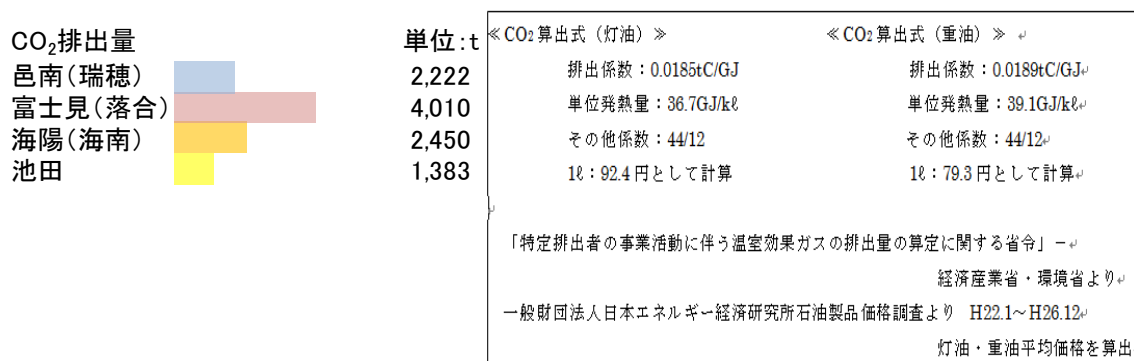 CO₂排出量 単位:t
邑南(瑞穂) 2,222
富士見(落合) 4,010
海陽(海南) 2,450
池田 1,383
≪CO₂算出式(灯油)≫ ≪CO₂算出式(重油)≫
排出係数:0.0185tC/GJ 排出係数:0.0189tC/GJ
単位発熱量:36.7GJ/kℓ 単位発熱量:39.1GJ/kℓ
その他係数:44/12 その他係数:44/12
1ℓ:92.4円として計算 1ℓ:79.3円として計算
「特定排出者の事業活動に伴う温室効果ガスの排出量の算定に関する省令」－
経済産業省・環境省より
一般財団法人日本エネルギー経済研究所石油製品価格調査より H22.1～H26.12
灯油・重油平均価格を算出